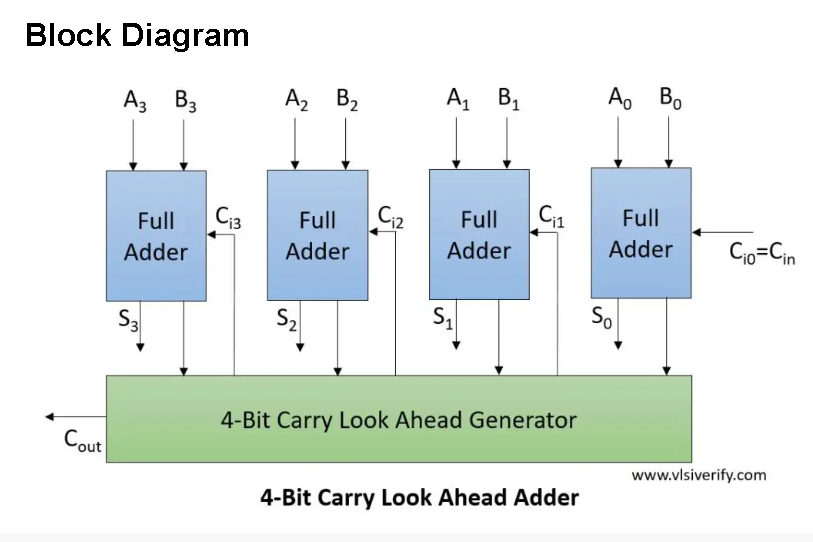 Block Diagram
A3 B3 A2 B2 A1 B1 A0 B0
Full Adder Ci3 Full Adder Ci2 Full Adder Ci1 Full Adder Ci0=Cin
S3 S2 S1 S0
4-Bit Carry Look Ahead Generator
Cout
www.vlsiverify.com
4-Bit Carry Look Ahead Adder